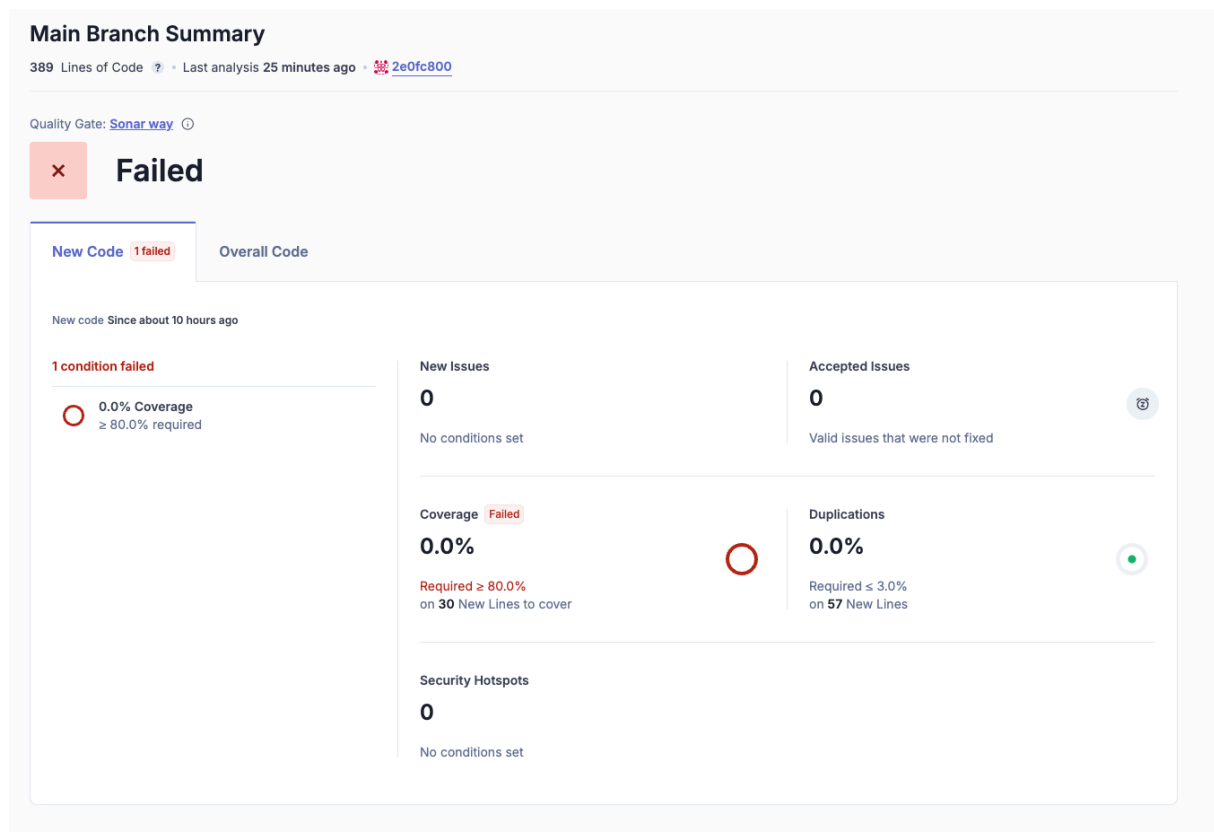 Main Branch Summary
389 Lines of Code ? • Last analysis 25 minutes ago • 2e0fc800
Quality Gate: Sonar way
Failed
New Code 1 failed
Overall Code
New code Since about 10 hours ago
1 condition failed
0.0% Coverage
≥ 80.0% required
New Issues
0
No conditions set
Accepted Issues
0
Valid issues that were not fixed
Coverage Failed
0.0%
Required ≥ 80.0%
on 30 New Lines to cover
Duplications
0.0%
Required ≤ 3.0%
on 57 New Lines
Security Hotspots
0
No conditions set